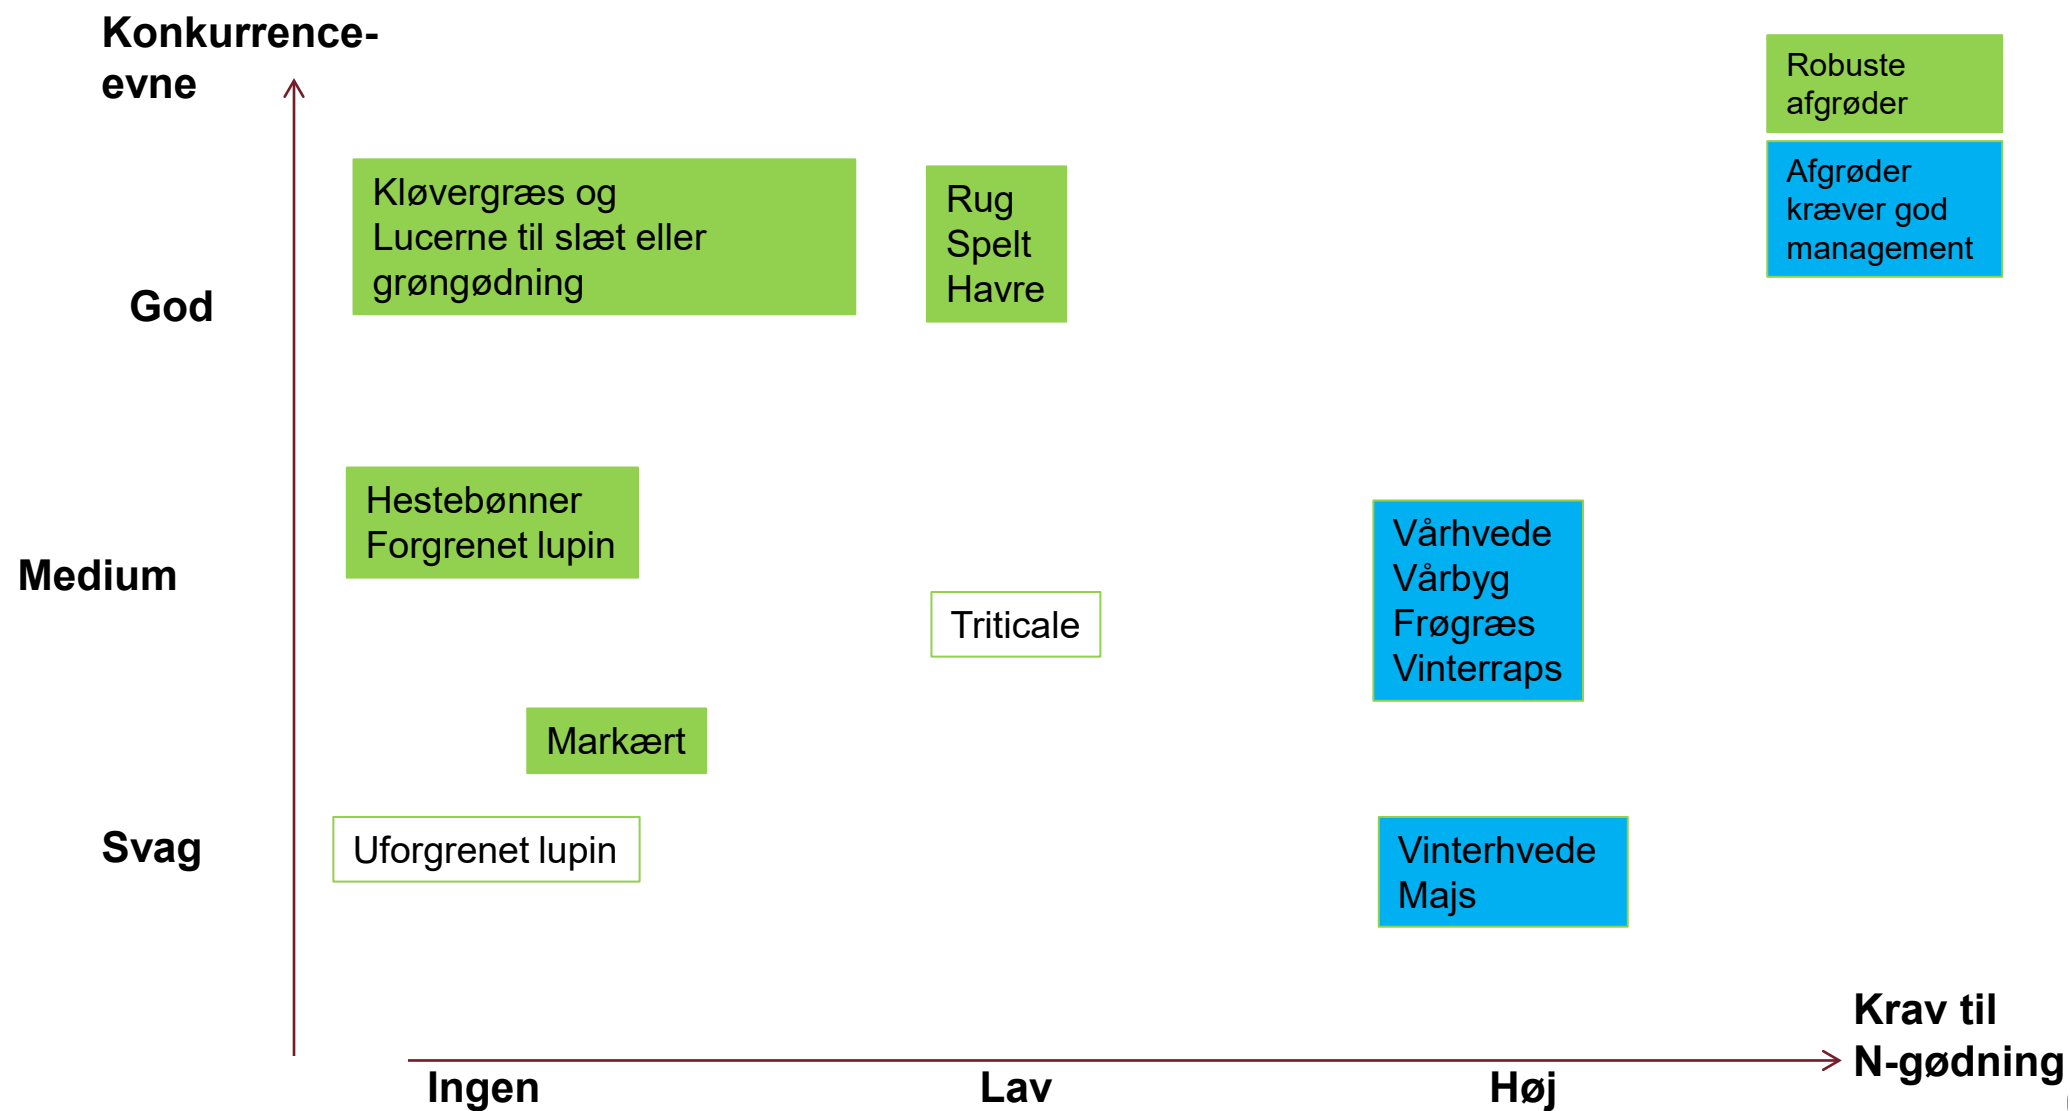 Konkurrence-
evne
Robuste
afgrøder
Afgrøder
kræver god
management
Kløvergræs og
Lucerne til slæt eller
grøngødning
Rug
Spelt
Havre
God
Hestebønner
Forgrenet lupin
Medium
Triticale
Vårhvede
Vårbyg
Frøgræs
Vinterraps
Markært
Svag
Uforgrenet lupin
Vinterhvede
Majs
Krav til
N-gødning
Ingen
Lav
Høj